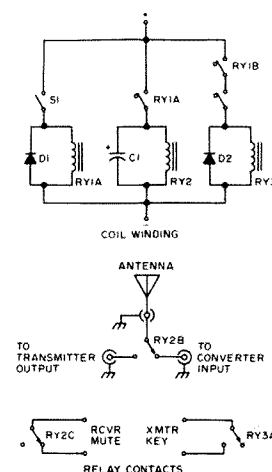 RY1B
S1
RY1A
D1
RY1A
C1
RY2
D2
RY3
COIL WINDING
ANTENNA
RY2B
TO TRANSMITTER OUTPUT
TO CONVERTER INPUT
RY2C
RCVR MUTE
XMTR KEY
RY3A
RELAY CONTACTS